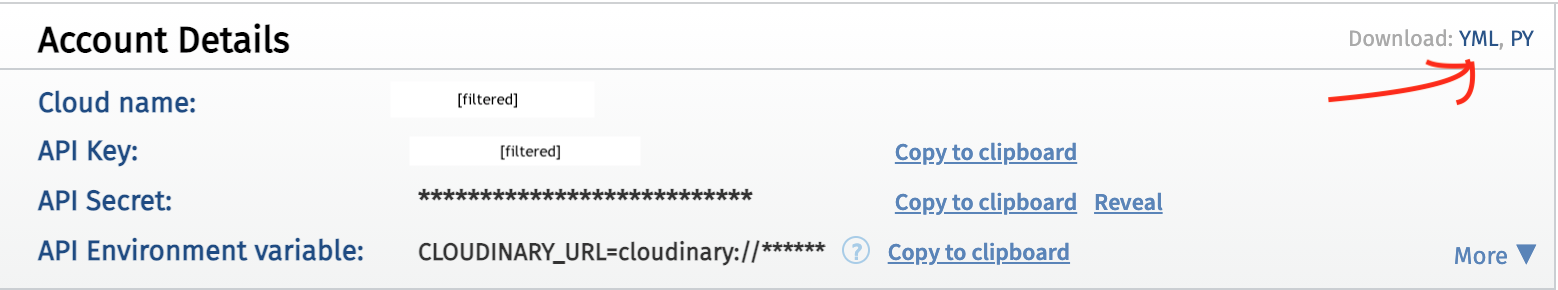 Account Details
Download: YML, PY
Cloud name: [filtered]
API Key: [filtered] Copy to clipboard
API Secret: *************************** Copy to clipboard Reveal
API Environment variable: CLOUDINARY_URL=cloudinary://****** ? Copy to clipboard
More ▼